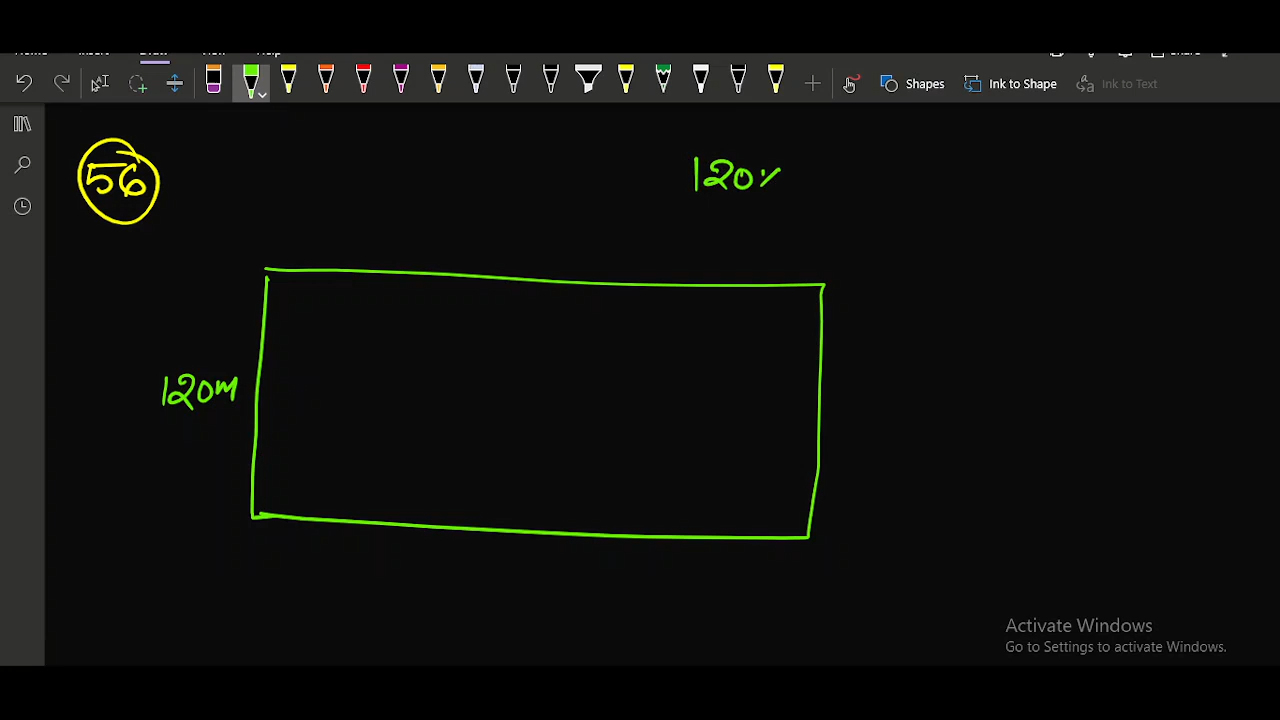 Shapes
Ink to Shape
Ink to Text
56
120
120m
Activate Windows
Go to Settings to activate Windows.